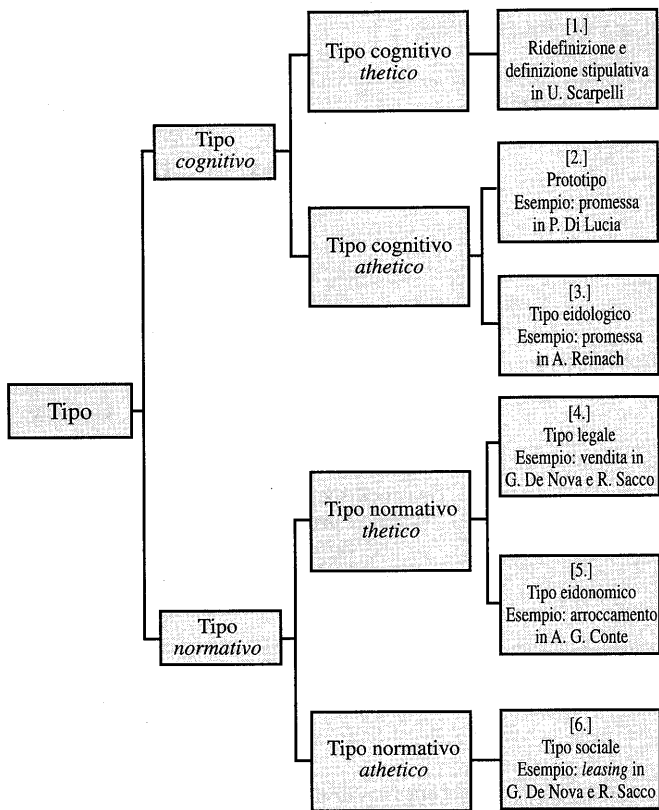 Tipo
Tipo
cognitivo
Tipo cognitivo
thetico
[1.]
Ridefinizione e
definizione stipulativa
in U. Scarpelli
Tipo cognitivo
athetico
[2.]
Prototipo
Esempio: promessa
in P. Di Lucia
[3.]
Tipo eidologico
Esempio: promessa
in A. Reinach
Tipo
normativo
Tipo normativo
thetico
[4.]
Tipo legale
Esempio: vendita in
G. De Nova e R. Sacco
[5.]
Tipo eidonomico
Esempio: arroccamento
in A. G. Conte
Tipo normativo
athetico
[6.]
Tipo sociale
Esempio: leasing in
G. De Nova e R. Sacco